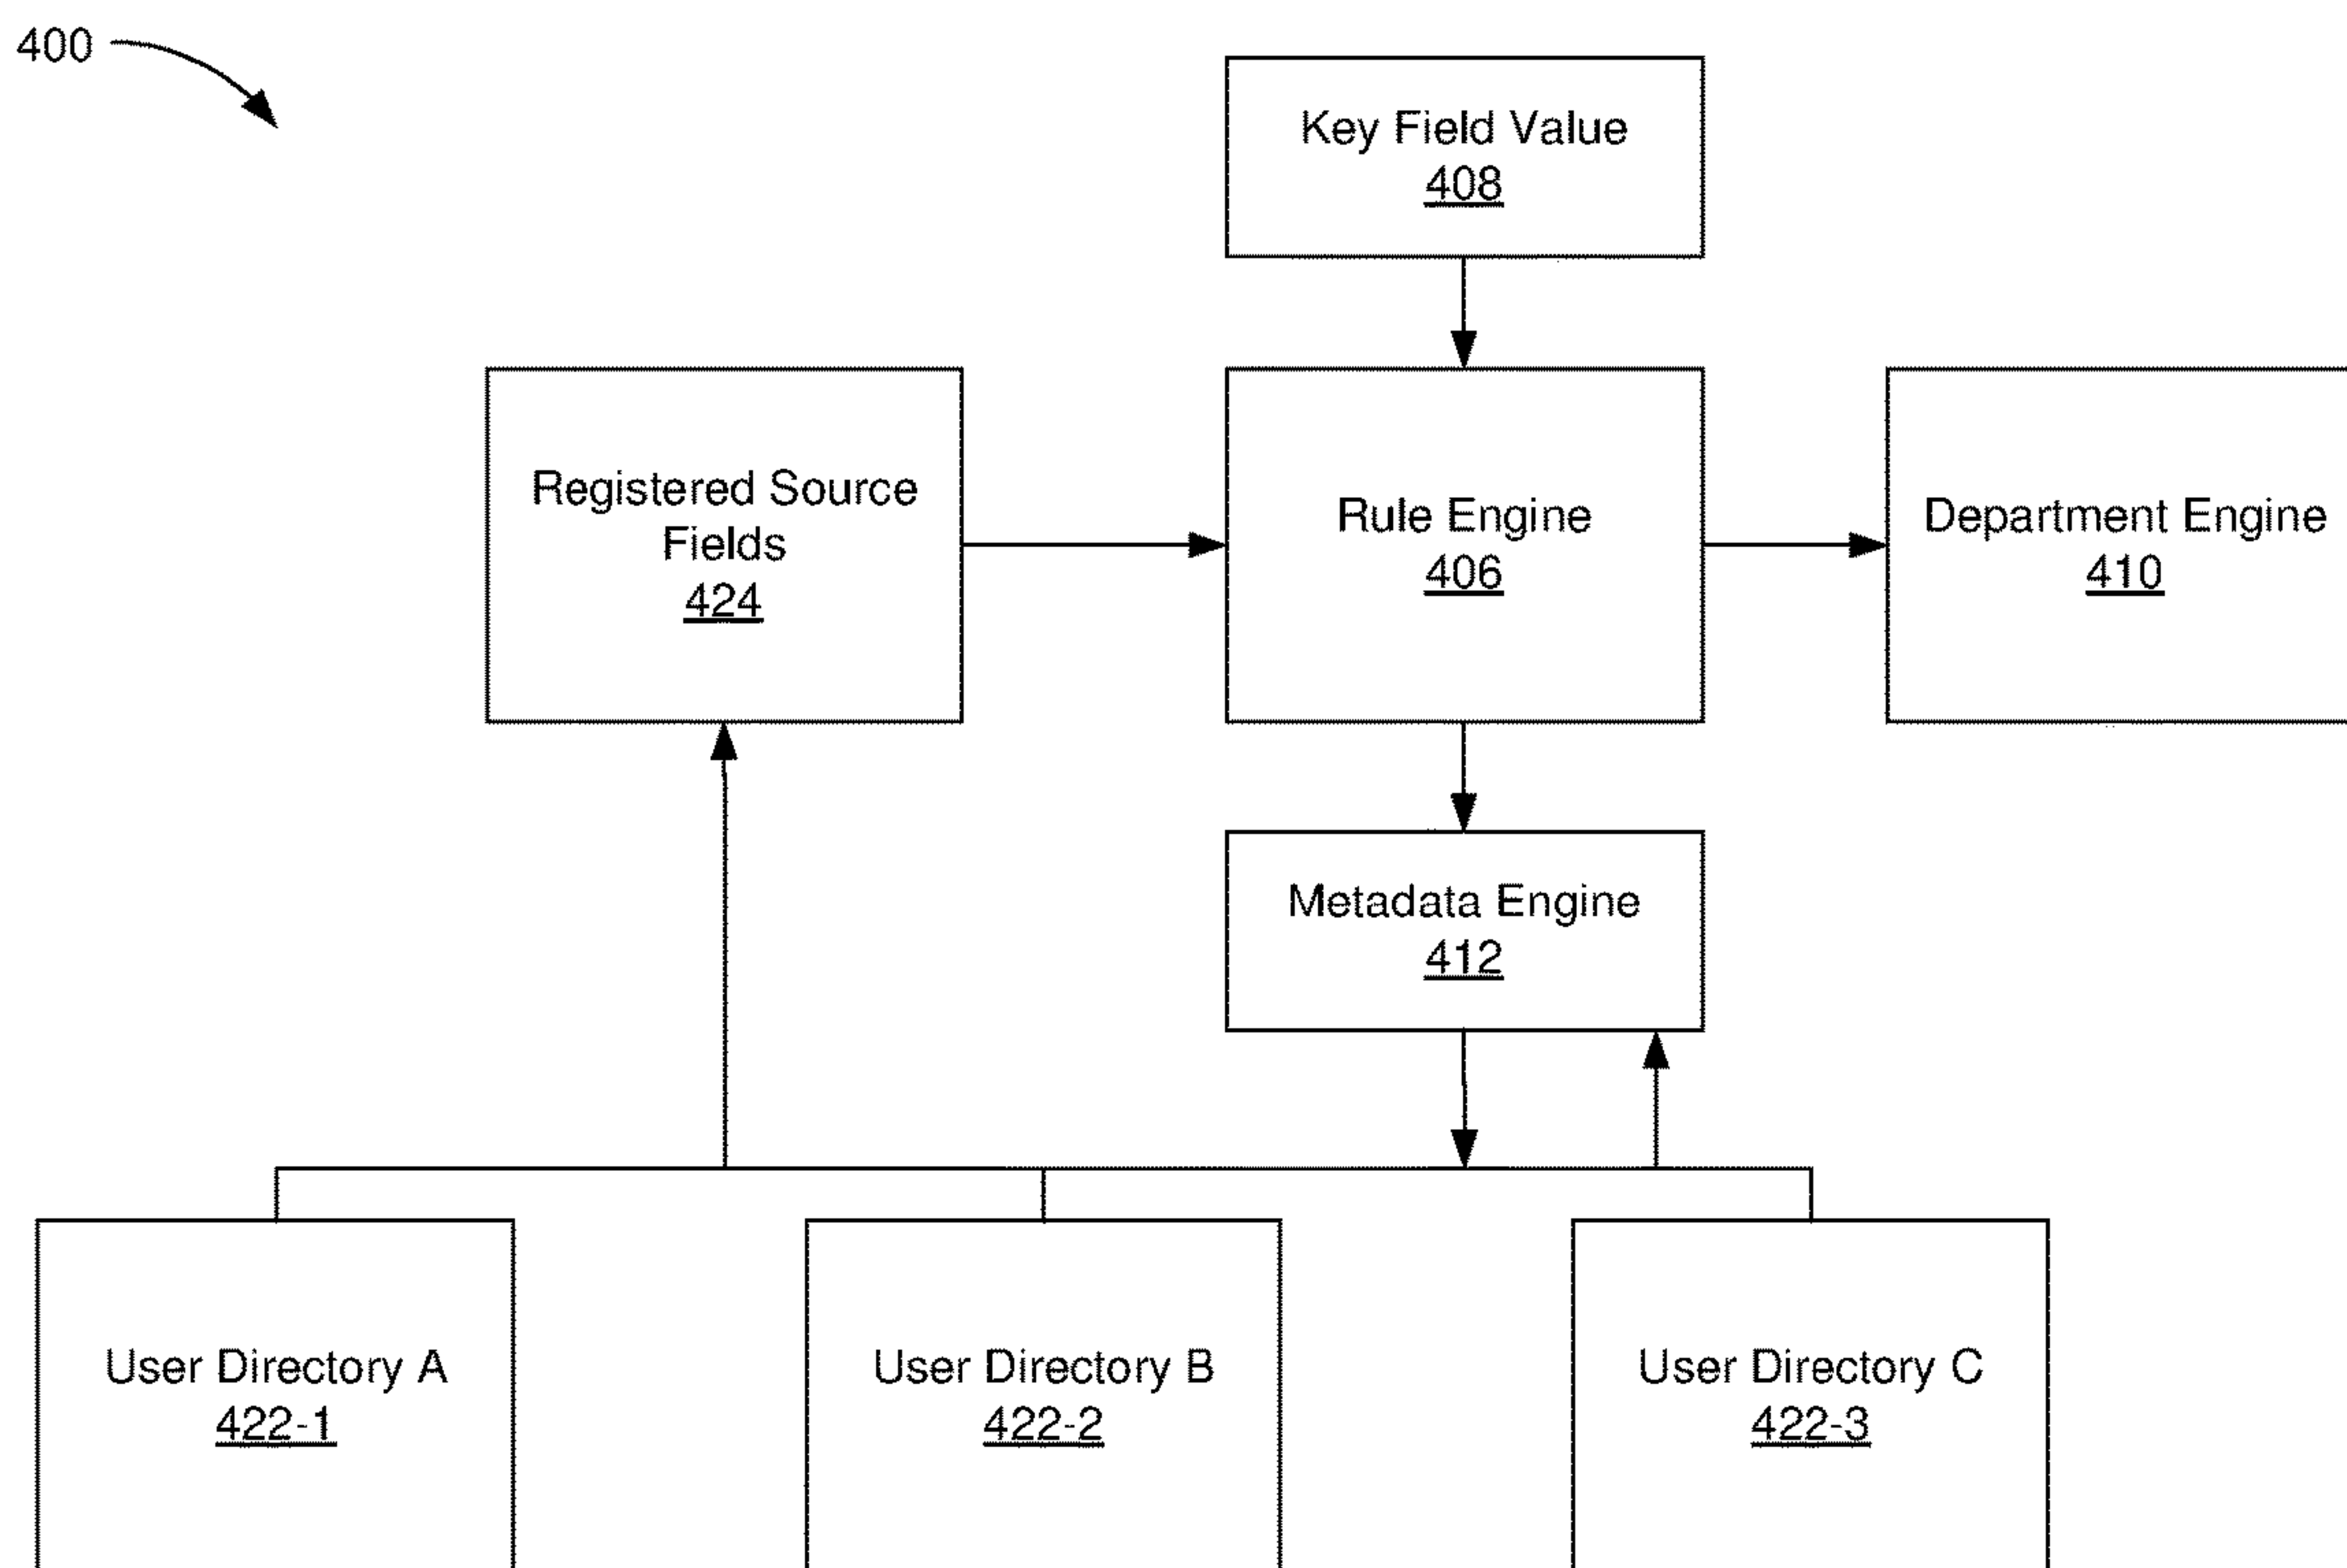 400
Key Field Value
408
Registered Source
Fields
424
Rule Engine
406
Department Engine
410
Metadata Engine
412
User Directory A
422-1
User Directory B
422-2
User Directory C
422-3